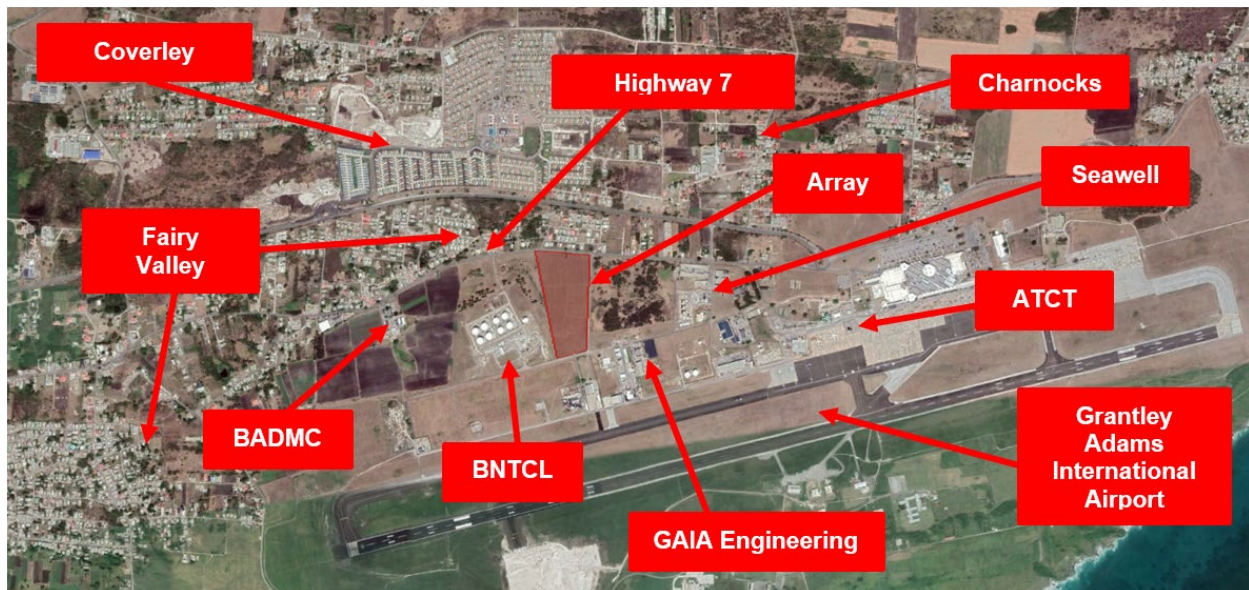 Coverley
Highway 7
Charnocks
Array
Seawell
Fairy
Valley
ATCT
BADMC
BNTCL
Grantley
Adams
International
Airport
GAIA Engineering